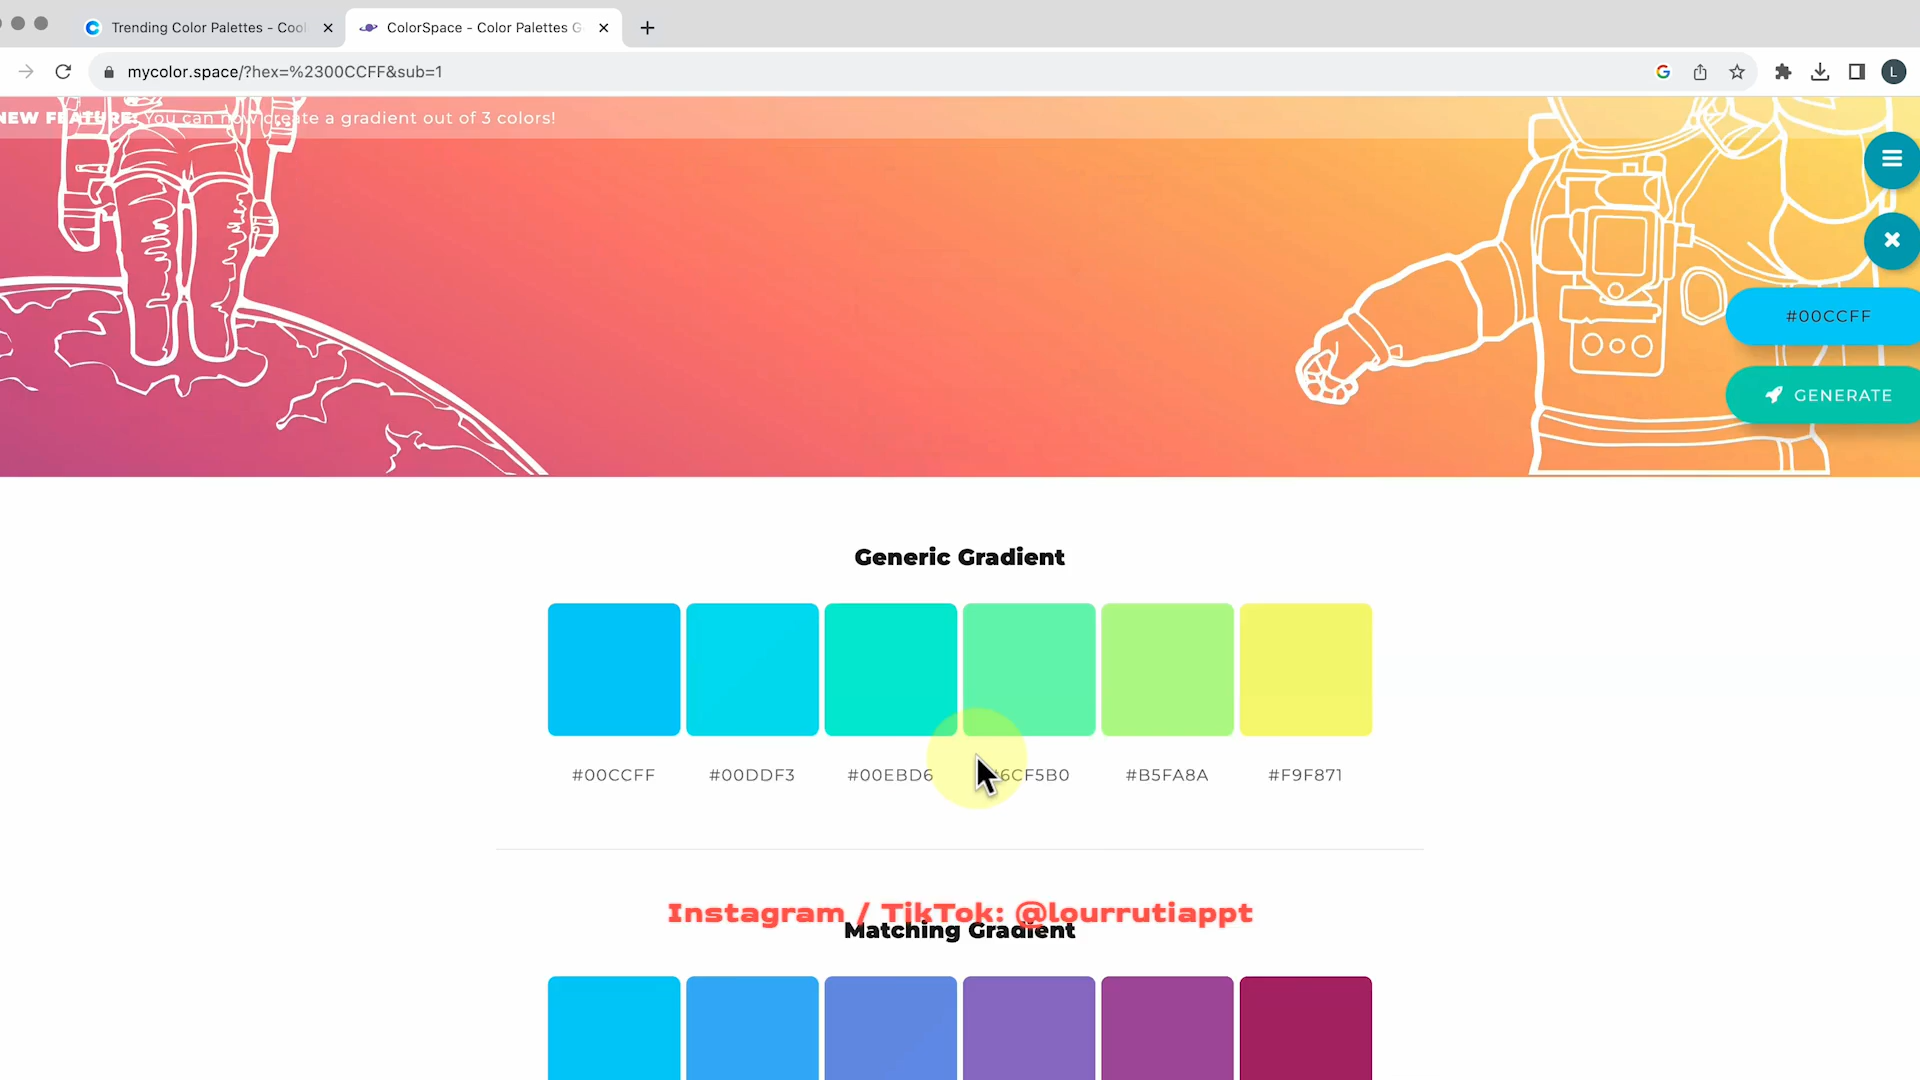 Trending Color Palettes - Cool
ColorSpace - Color Palettes G
mycolor.space/?hex=%2300CCFF&sub=1
L
NEW FEATURE: You can now create a gradient out of 3 colors!
#00CCFF
GENERATE
Generic Gradient
#00CCFF #00DDF3 #00EBD6 #6CF5B0 #B5FA8A #F9F871
Instagram / TikTok: @lourrutiappt
Matching Gradient